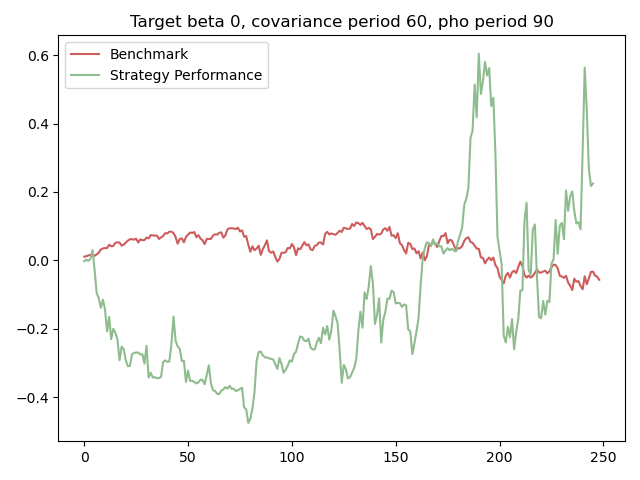 Target beta 0, covariance period 60, pho period 90
Benchmark
Strategy Performance
0.6
0.4
0.2
0.0
−0.2
−0.4
0 50 100 150 200 250